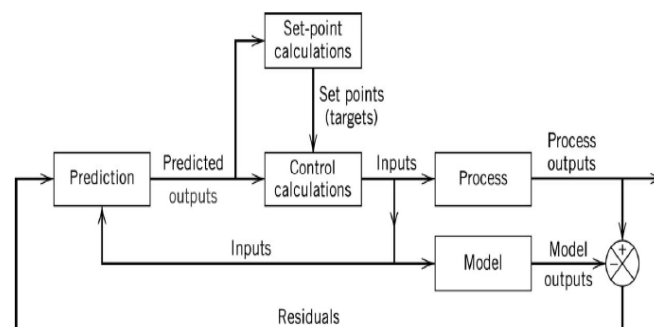 Set-point
calculations
Set points
(targets)
Prediction
Predicted
outputs
Control
calculations
Inputs
Process
Process
outputs
Inputs
Model
Model
outputs
+
−
Residuals